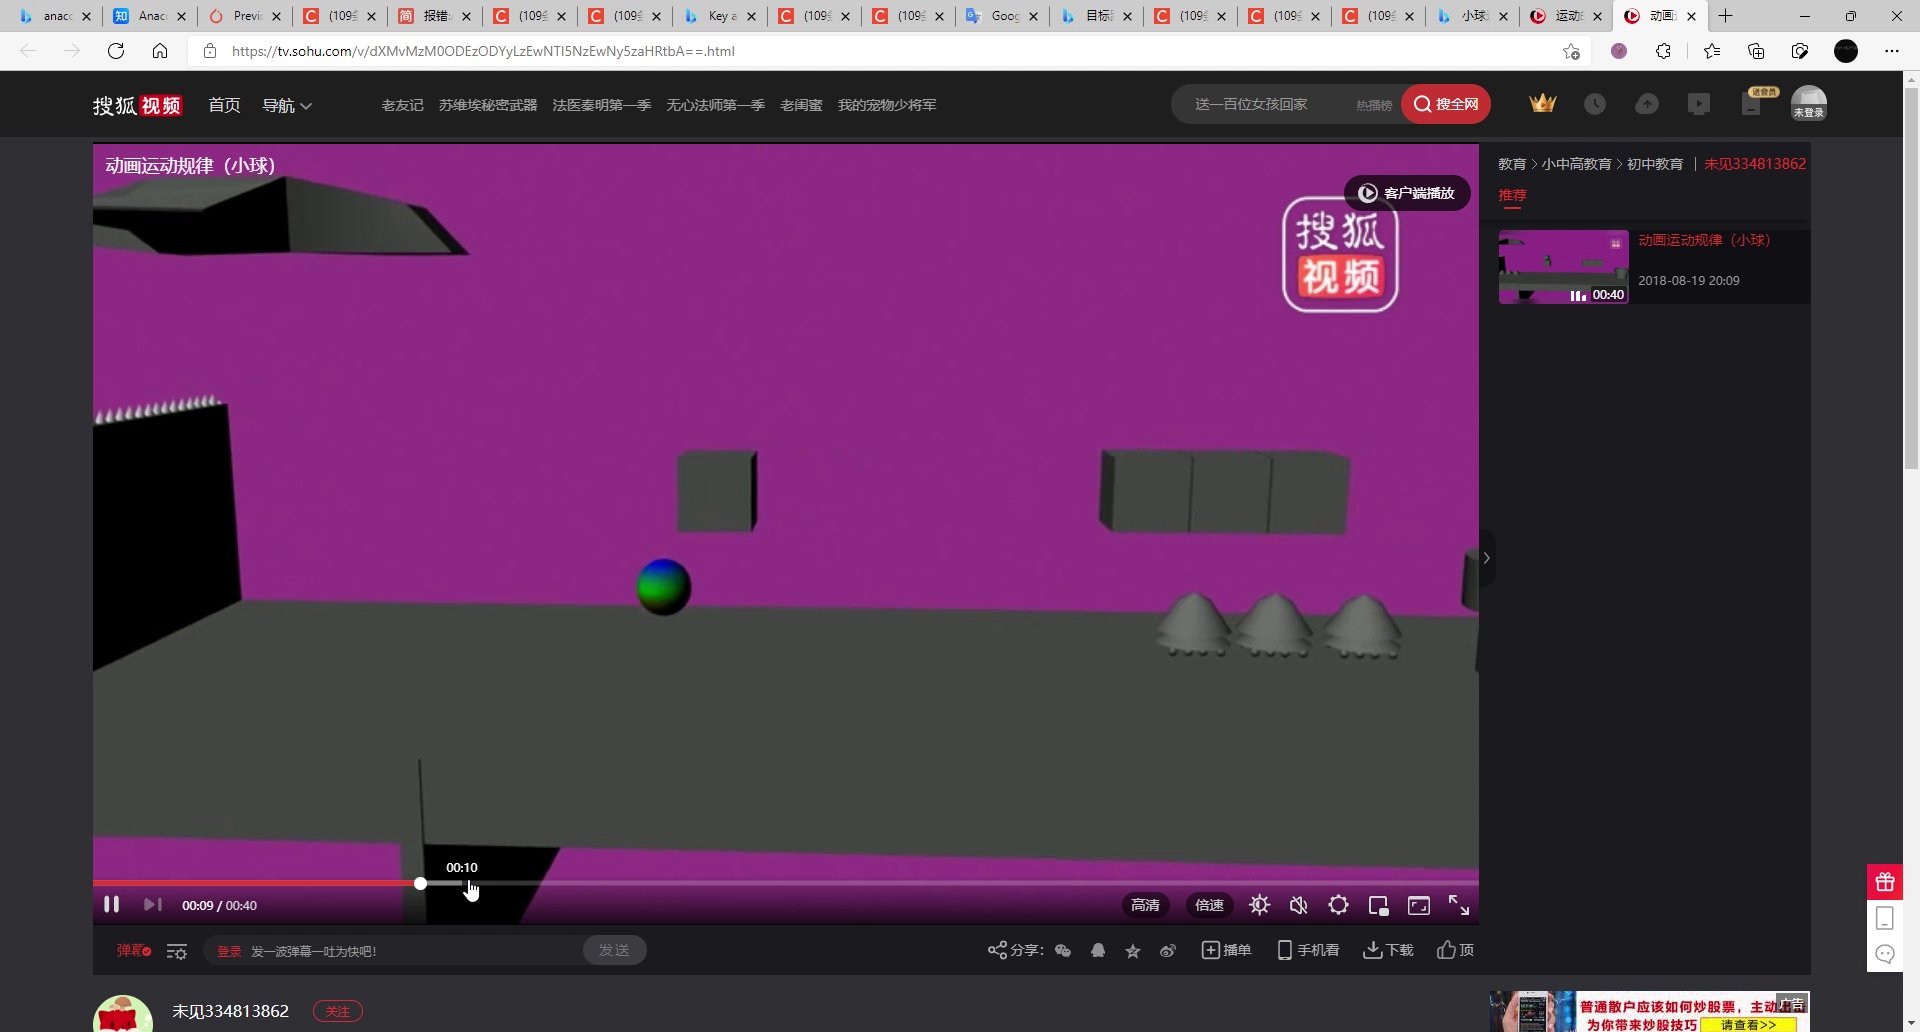 anacc
Anac
Previ
(109
(109
报错:
(109
(109
Key a
(109
(109
Goog
目标
(109
(109
(109
小球
运动
动画
https://tv.sohu.com/v/dXMvMzM0ODEzODYyLzEwNTI5NzEwNy5zaHRtbA==.html
搜狐视频
首页
导航
老友记 苏维埃秘密武器 法医秦明第一季 无心法师第一季 老闺蜜 我的宠物少将军
送一百位女孩回家
热播榜
搜全网
送会员
未登录
动画运动规律（小球）
客户端播放
搜狐
视频
教育 > 小中高教育 > 初中教育 | 未见334813862
推荐
动画运动规律（小球）
2018-08-19 20:09
00:40
00:10
00:09 / 00:40
高清
倍速
弹幕
登录 发一波弹幕一吐为快吧!
发送
分享:
播单
手机看
下载
顶
未见334813862
关注
普通散户应该如何炒股票，主动出
广告
为你带来炒股技巧
请查看>>